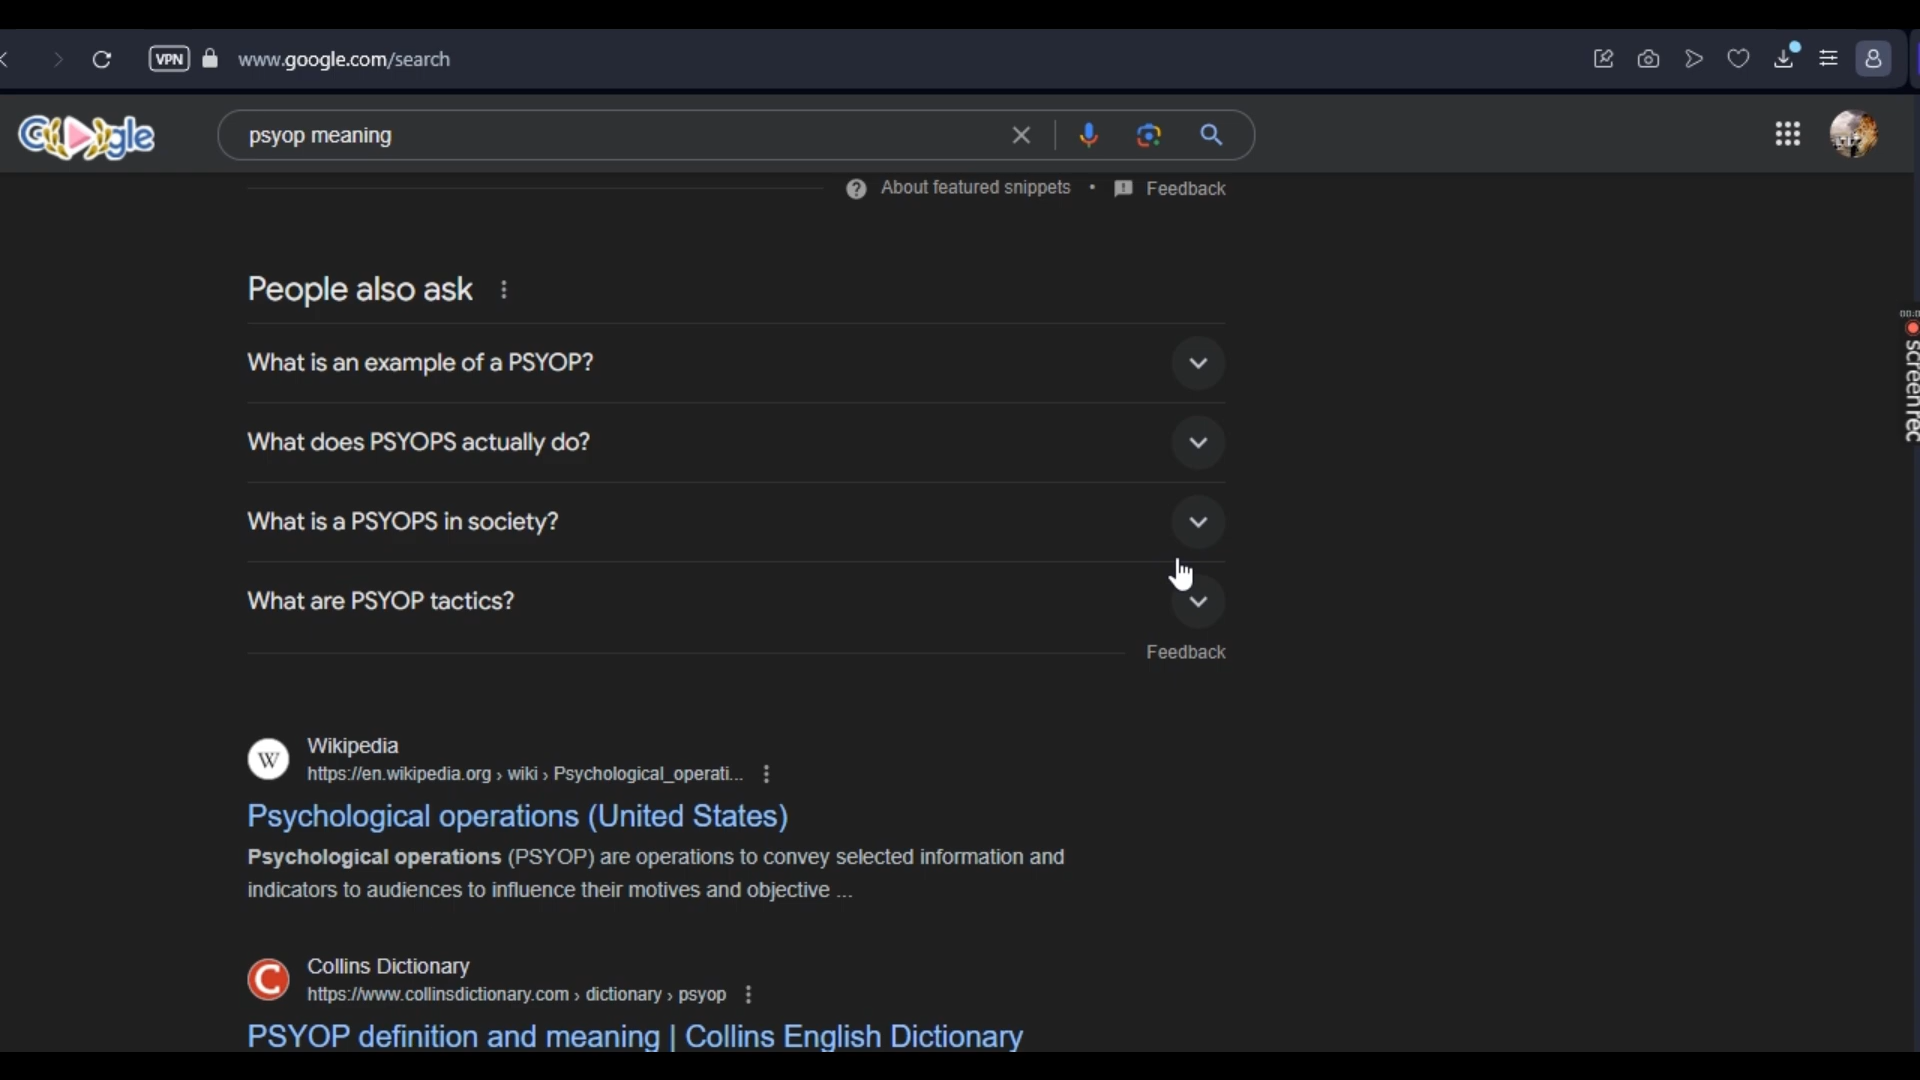 VPN www.google.com/search
Google
psyop meaning
About featured snippets • Feedback
People also ask
What is an example of a PSYOP?
What does PSYOPS actually do?
What is a PSYOPS in society?
What are PSYOP tactics?
Feedback
W
Wikipedia
https://en.wikipedia.org › wiki › Psychological_operati...
Psychological operations (United States)
Psychological operations (PSYOP) are operations to convey selected information and
indicators to audiences to influence their motives and objective ...
C
Collins Dictionary
https://www.collinsdictionary.com › dictionary › psyop
PSYOP definition and meaning | Collins English Dictionary
screenrec